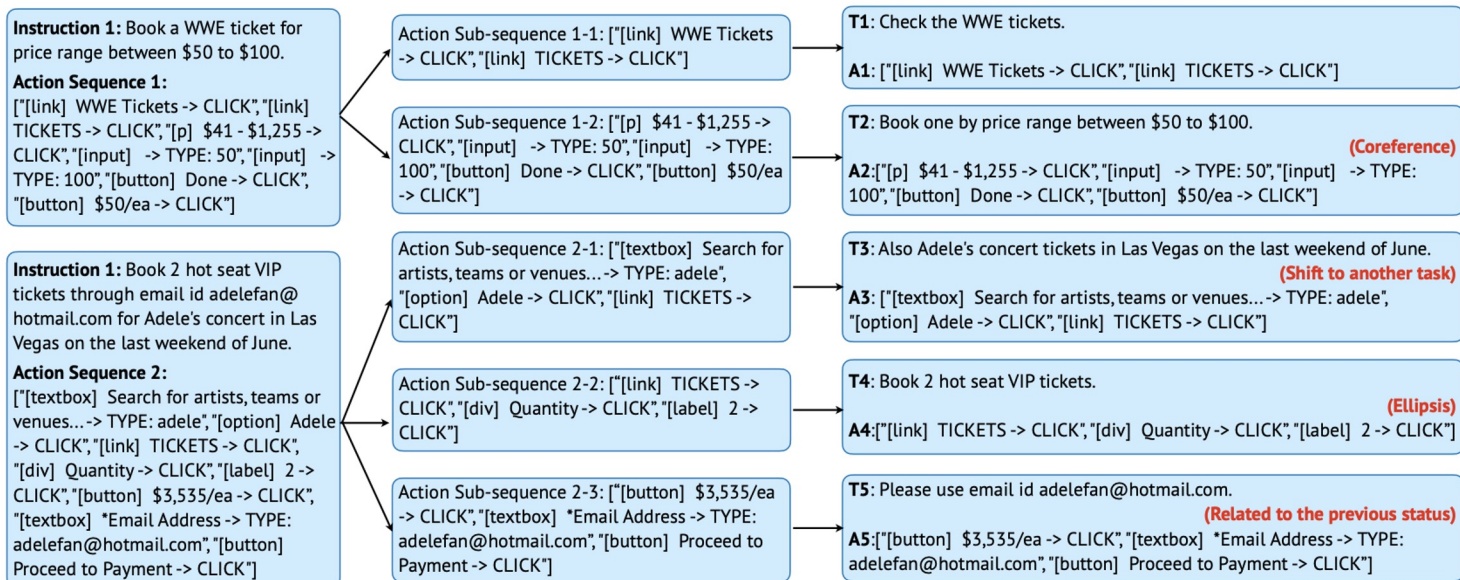 Instruction 1: Book a WWE ticket for
price range between $50 to $100.
Action Sequence 1:
["[link]  WWE Tickets -> CLICK”, "[link]
TICKETS -> CLICK”, "[p]  $41 - $1,255 ->
CLICK”, "[input]   -> TYPE: 50”, "[input]   ->
TYPE: 100”, "[button]  Done -> CLICK”,
"[button]  $50/ea -> CLICK”]
Action Sub-sequence 1-1: ["[link]  WWE Tickets
-> CLICK”, "[link]  TICKETS -> CLICK"]
T1: Check the WWE tickets.
A1: ["[link]  WWE Tickets -> CLICK”, "[link]  TICKETS -> CLICK"]
Action Sub-sequence 1-2: ["[p]  $41 - $1,255 ->
CLICK”, "[input]   -> TYPE: 50”, "[input]   -> TYPE:
100”, "[button]  Done -> CLICK”, "[button]  $50/ea
-> CLICK”]
T2: Book one by price range between $50 to $100.
(Coreference)
A2:["[p]  $41 - $1,255 -> CLICK”, "[input]   -> TYPE: 50”, "[input]   -> TYPE:
100”, "[button]  Done -> CLICK”, "[button]  $50/ea -> CLICK”]
Instruction 1: Book 2 hot seat VIP
tickets through email id adelefan@
hotmail.com for Adele's concert in Las
Vegas on the last weekend of June.
Action Sequence 2:
["[textbox]  Search for artists, teams or
venues... -> TYPE: adele", "[option]  Adele
-> CLICK”, "[link]  TICKETS -> CLICK",
"[div]  Quantity -> CLICK”, "[label]  2 ->
CLICK”, "[button]  $3,535/ea -> CLICK”,
"[textbox]  *Email Address -> TYPE:
adelefan@hotmail.com”, "[button]
Proceed to Payment -> CLICK"]
Action Sub-sequence 2-1: ["[textbox]  Search for
artists, teams or venues... -> TYPE: adele",
"[option]  Adele -> CLICK”, "[link]  TICKETS ->
CLICK”]
T3: Also Adele's concert tickets in Las Vegas on the last weekend of June.
(Shift to another task)
A3: ["[textbox]  Search for artists, teams or venues... -> TYPE: adele",
"[option]  Adele -> CLICK”, "[link]  TICKETS -> CLICK”]
Action Sub-sequence 2-2: [“[link]  TICKETS ->
CLICK”, "[div]  Quantity -> CLICK”, "[label]  2 ->
CLICK”]
T4: Book 2 hot seat VIP tickets.
(Ellipsis)
A4:["[link]  TICKETS -> CLICK", "[div]  Quantity -> CLICK”, "[label]  2 -> CLICK”]
Action Sub-sequence 2-3: [“[button]  $3,535/ea
-> CLICK”, "[textbox]  *Email Address -> TYPE:
adelefan@hotmail.com”, "[button]  Proceed to
Payment -> CLICK"]
T5: Please use email id adelefan@hotmail.com.
(Related to the previous status)
A5:["[button]  $3,535/ea -> CLICK”, "[textbox]  *Email Address -> TYPE:
adelefan@hotmail.com”, "[button]  Proceed to Payment -> CLICK”]